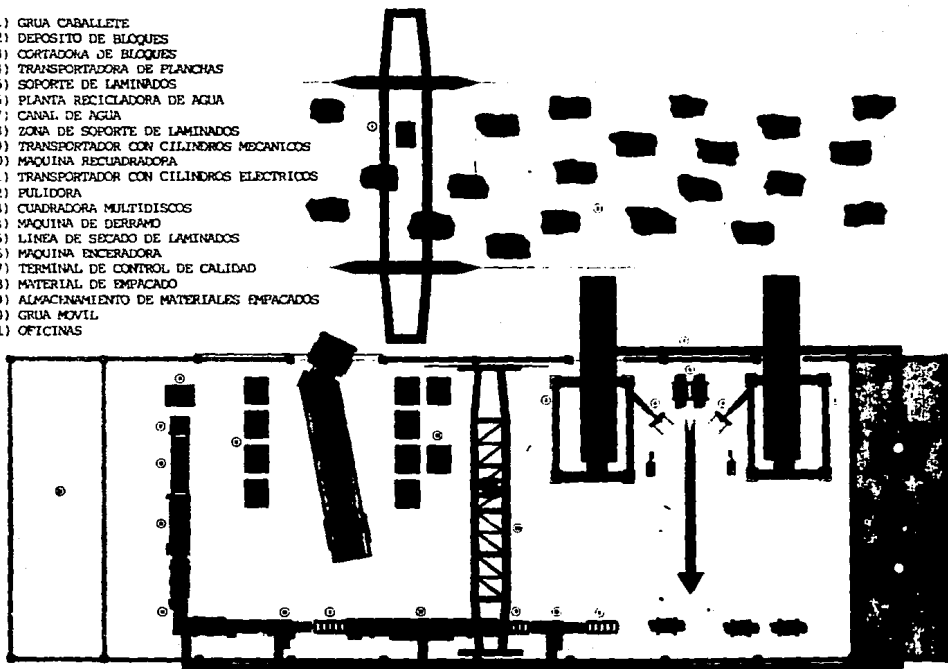 ) GRUA CABALLETE
) DEPOSITO DE BLOQUES
) CORTADORA DE BLOQUES
) TRANSPORTADORA DE PLANCHAS
) SOPORTE DE LAMINADOS
) PLANTA RECICLADORA DE AGUA
) CANAL DE AGUA
) ZONA DE SOPORTE DE LAMINADOS
) TRANSPORTADOR CON CILINDROS MECANICOS
) MAQUINA RECUADRADORA
) TRANSPORTADOR CON CILINDROS ELECTRICOS
) PULIDORA
) CUADRADORA MULTIDISCOS
) MAQUINA DE DERRAMO
) LINEA DE SECADO DE LAMINADOS
) MAQUINA ENCERADORA
) TERMINAL DE CONTROL DE CALIDAD
) MATERIAL DE EMPACADO
) ALMACENAMIENTO DE MATERIALES EMPACADOS
) GRUA MOVIL
) OFICINAS